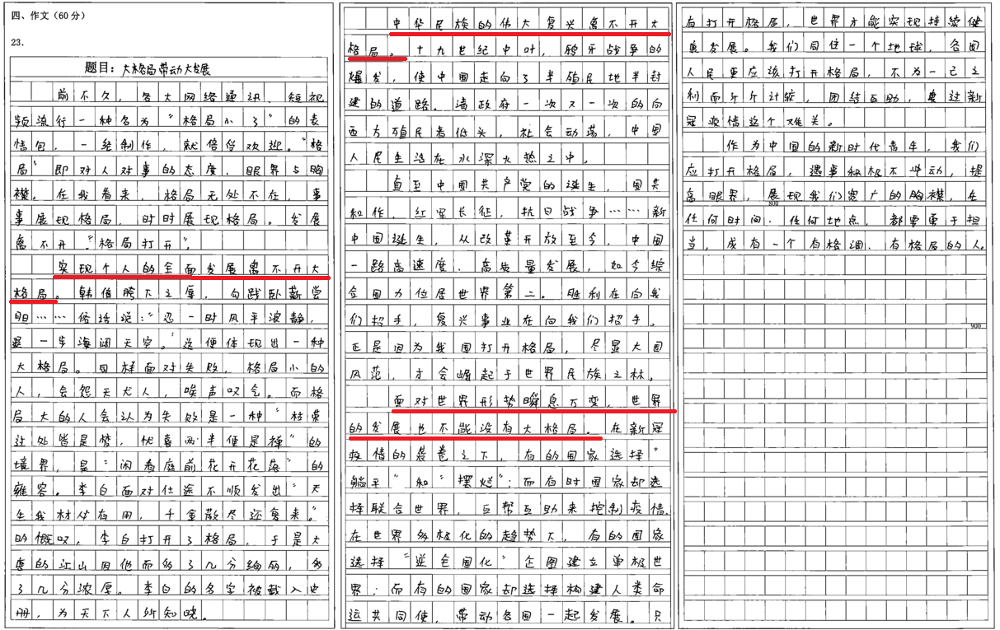 四、作文(60分)
23.
题目：大格局带动大发展
前不久，各大网络通讯、短视
频流行一种名为“格局小了”的表
情包，一经制作，就倍受欢迎。“格
局”即对人对事的态度、眼界与胸
襟。在我看来，格局无处不在，事
事展现格局，时时展现格局。发展
离不开“格局打开”。
实现个人的全面发展离不开大
格局。韩信胯下之辱，勾践卧薪尝
胆……俗话说：“忍一时风平波静，
退一步海阔天空。”这便体现出一种
大格局。同样面对失败，格局小的
人，会怨天尤人，唉声叹气。而格
局大的人会认为失败是一种“枯荣
过处皆是梦，忧喜两半便是禅”的
境界，是“闲看庭前花开花落”的
雍容。李白面对仕途不顺发出“天
生我材必有用，千金散尽还复来。”
的慨叹，李白打开了格局，于是大
唐的江山因他而多了几分绚丽，多
了几分浓厚。李白的名字被载入史
册，为天下人所知晓。
中华民族的伟大复兴离不开大
格局。十九世纪中叶，鸦片战争的
爆发，使中国走向了半殖民地半封
建的道路。清政府一次又一次的向
西方殖民者低头，社会动荡，中国
人民生活在水深火热之中。
直至中国共产党的诞生，国共
和作，红军长征，抗日战争……新
中国诞生，从改革开放至今，中国
一路高速度、高质量发展，如今综
合国力位居世界第二。胜利在向我
们招手，复兴事业在向我们招手。
正是因为我国打开格局，尽显大国
风范，才会崛起于世界民族之林。
面对世界形势瞬息万变，世界
的发展也不能没有大格局。在新冠
疫情的袭卷之下，有的国家选择“
躺平”和“摆烂”；而有时国家却选
择联合世界，互帮互助来控制疫情。
在世界多极化的趋势下，有的国家
选择“逆全国化”企图建立单极世
界；而有的国家却选择构建人类命
运共同使，带动各国一起发展。只
有打开格局，世界才能实现持续健
康发展。我们同住一个地球，各国
人民更应该打开格局，不为一己之
利而斤斤计较，团结互助，度过新
冠疫情这个难关。
作为中国的新时代青年，我们
应打开格局，遇事积极不冲动，提
高眼界，展现我们宽广的胸襟，在
800
任何时间、任何地点，都要勇于担
当，成有一个有格调、有格局的人。
900